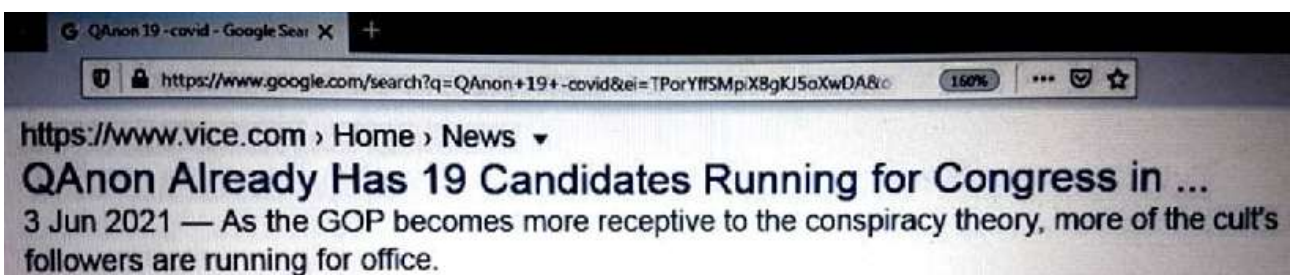 QAnon 19 -covid - Google Sear
https://www.google.com/search?q=QAnon+19+-covid&ei= 160%
https://www.vice.com › Home › News
QAnon Already Has 19 Candidates Running for Congress in ...
3 Jun 2021 — As the GOP becomes more receptive to the conspiracy theory, more of the cult's
followers are running for office.